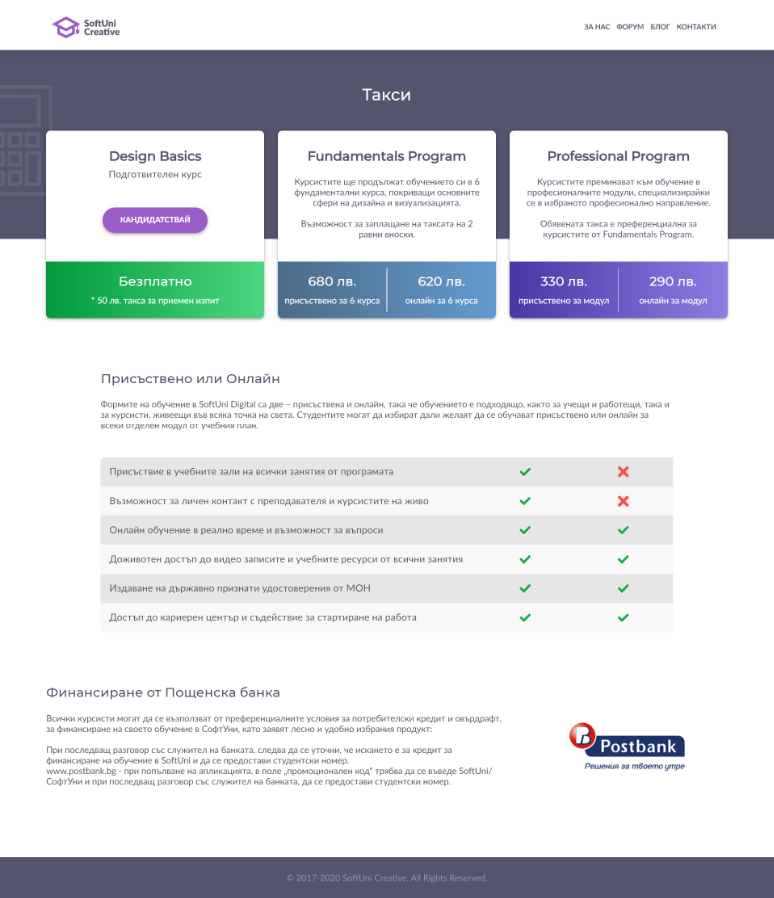 SoftUni
Creative
ЗА НАС ФОРУМ БЛОГ КОНТАКТИ
Такси
Design Basics
Подготвителен курс
КАНДИДАТСТВАЙ
Безплатно
* 50 лв. такса за приемен изпит
Fundamentals Program
Курсистите ще продължат обучението си в 6
фундаментални курса, покриващи основните
сфери на дизайна и визуализацията.
Възможност за заплащане на таксата на 2
равни вноски.
680 лв.
присъствено за 6 курса
620 лв.
онлайн за 6 курса
Professional Program
Курсистите преминават към обучение в
професионалните модули, специализирайки
се в избраното професионално направление.
Обявената такса е преференциална за
курсистите от Fundamentals Program.
330 лв.
присъствено за модул
290 лв.
онлайн за модул
Присъствено или Онлайн
Формите на обучение в SoftUni Digital са две – присъствена и онлайн, така че обучението е подходящо, както за учещи и работещи, така и
за курсисти, живеещи във всяка точка на света. Студентите могат да избират дали желаят да се обучават присъствено или онлайн за
всеки отделен модул от учебния план.
Присъствие в учебните зали на всички занятия от програмата
Възможност за личен контакт с преподавателя и курсистите на живо
Онлайн обучение в реално време и възможност за въпроси
Доживотен достъп до видео записите и учебните ресурси от всички занятия
Издаване на държавно признати удостоверения от МОН
Достъп до кариерен център и съдействие за стартиране на работа
Финансиране от Пощенска банка
Всички курсисти могат да се възползват от преференциалните условия за потребителски кредит и овърдрафт,
за финансиране на своето обучение в СофтУни, като заявят лесно и удобно избрания продукт:
При последващ разговор със служител на банката, следва да се уточни, че искането е за кредит за
финансиране на обучение в SoftUni и да се предостави студентски номер.
www.postbank.bg - при попълване на апликацията, в поле „промоционален код“ трябва да се въведе SoftUni/
СофтУни и при последващ разговор със служител на банката, да се предостави студентски номер.
Postbank
Решения за твоето утре
© 2017-2020 SoftUni Creative. All Rights Reserved.